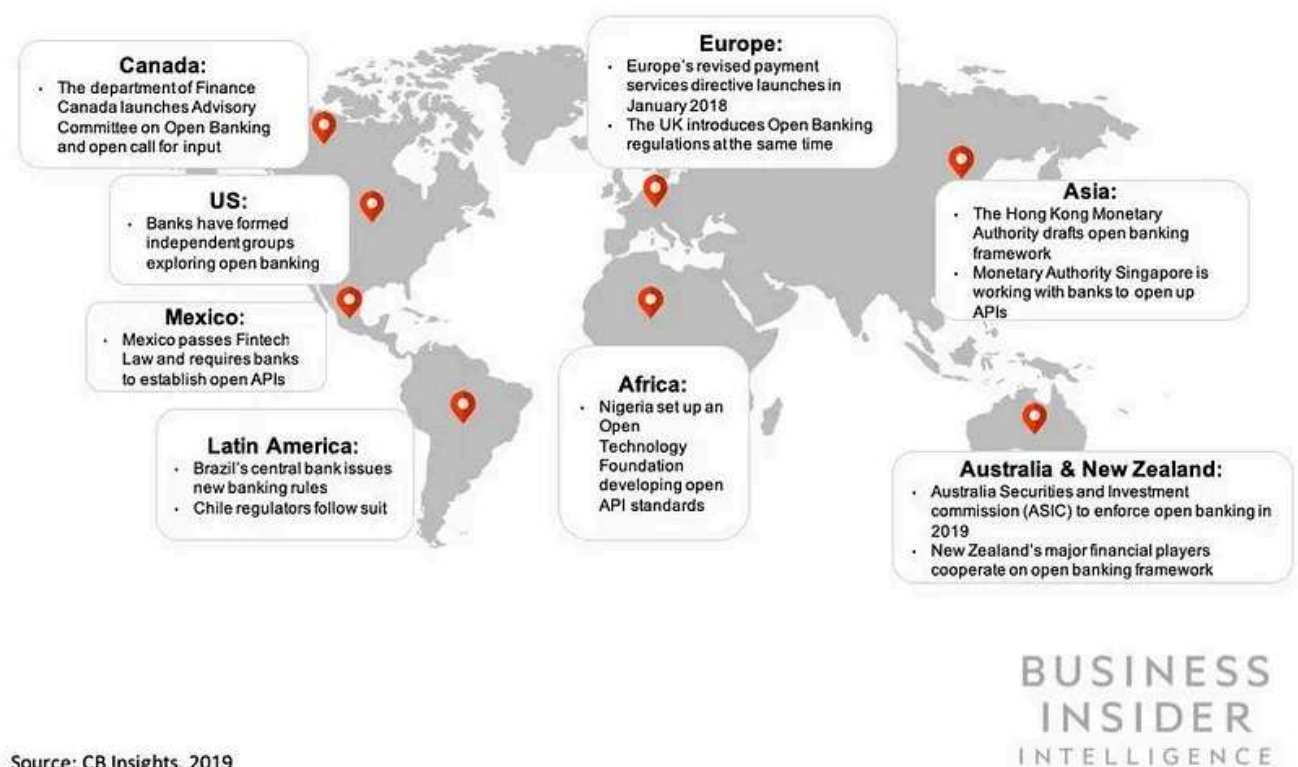 Canada:
· The department of Finance
Canada launches Advisory
Committee on Open Banking
and open call for input
Europe:
· Europe's revised payment
services directive launches in
January 2018
· The UK introduces Open Banking
regulations at the same time
US:
· Banks have formed
independent groups
exploring open banking
Asia:
· The Hong Kong Monetary
Authority drafts open banking
framework
· Monetary Authority Singapore is
working with banks to open up
APIs
Mexico:
· Mexico passes Fintech
Law and requires banks
to establish open APIs
Africa:
· Nigeria set up an
Open
Technology
Foundation
developing open
API standards
Latin America:
· Brazil's central bank issues
new banking rules
· Chile regulators follow suit
Australia & New Zealand:
· Australia Securities and Investment
commission (ASIC) to enforce open banking in
2019
· New Zealand's major financial players
cooperate on open banking framework
BUSINESS
INSIDER
INTELLIGENCE
Source: CB Insights, 2019